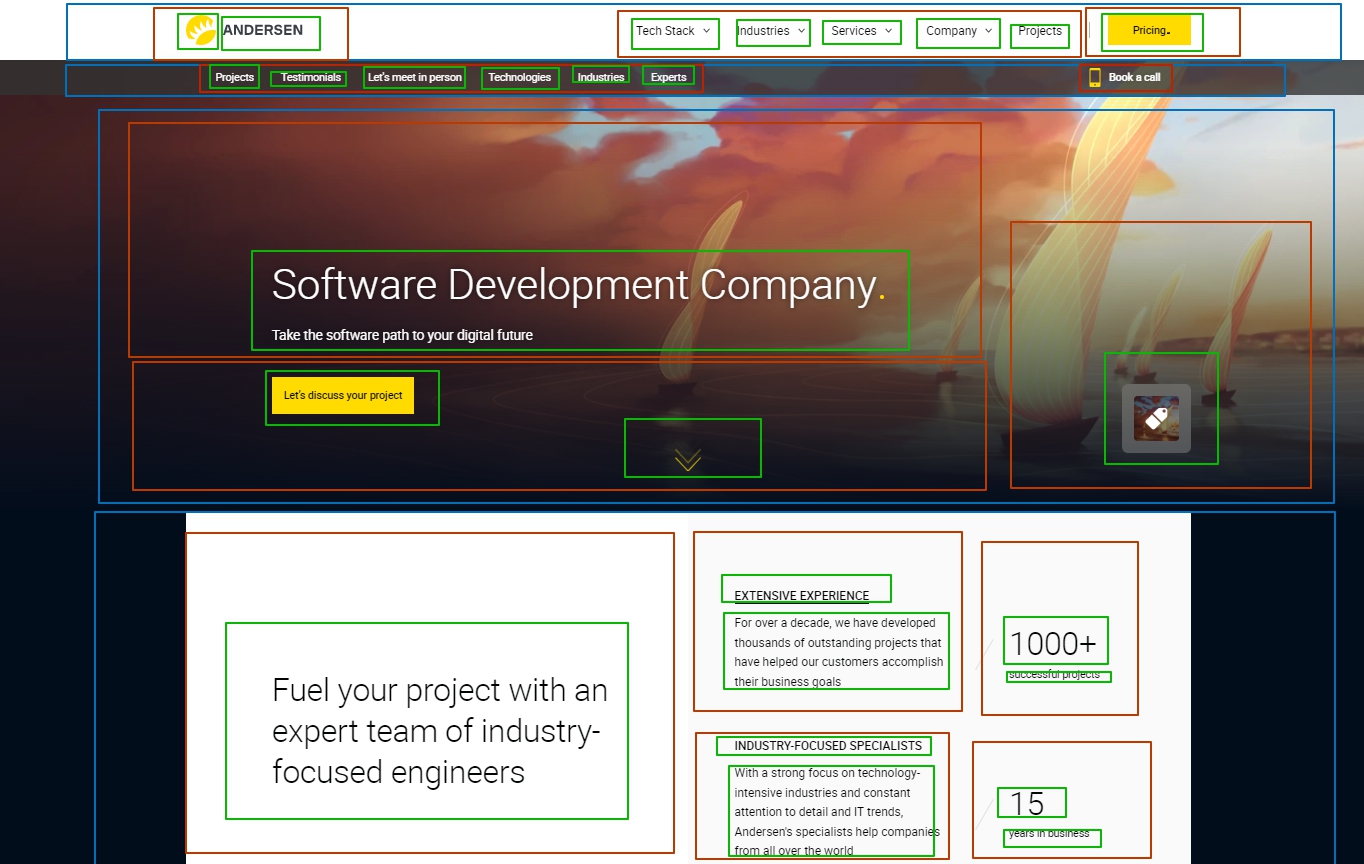 ANDERSEN
Tech Stack
Industries
Services
Company
Projects
Pricing.
Projects
Testimonials
Let's meet in person
Technologies
Industries
Experts
Book a call
Software Development Company.
Take the software path to your digital future
Let's discuss your project
Fuel your project with an
expert team of industry-
focused engineers
EXTENSIVE EXPERIENCE
For over a decade, we have developed
thousands of outstanding projects that
have helped our customers accomplish
their business goals
1000+
successful projects
INDUSTRY-FOCUSED SPECIALISTS
With a strong focus on technology-
intensive industries and constant
attention to detail and IT trends,
Andersen's specialists help companies
from all over the world
15
years in business